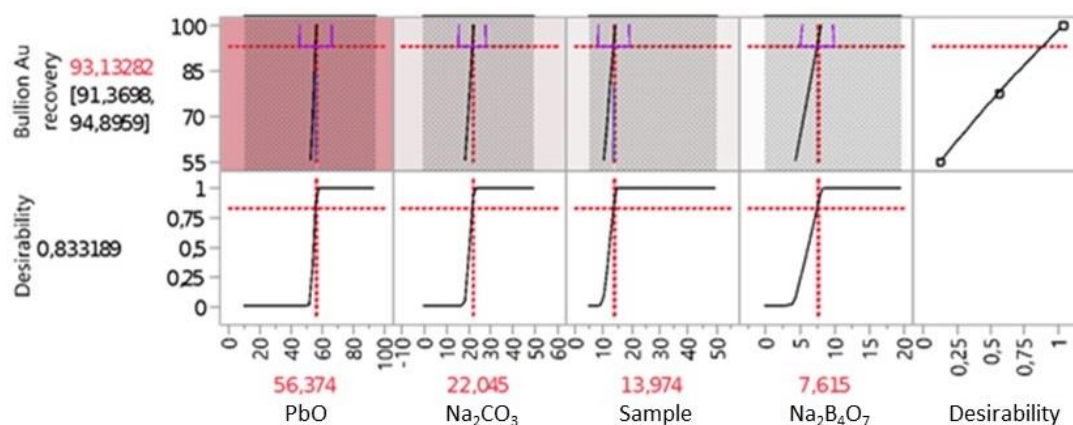 Bullion Au
recovery
93,13282
[91,3698,
94,8959]
100
85
70
55
Desirability
0,833189
1
0,75
0,5
0,25
0
0 20 40 60 80 100
-10 0 10 20 30 40 50 60
0 10 20 30 40 50
0 5 10 15 20
0 0,25 0,5 0,75 1
56,374
22,045
13,974
7,615
PbO
Na₂CO₃
Sample
Na₂B₄O₇
Desirability